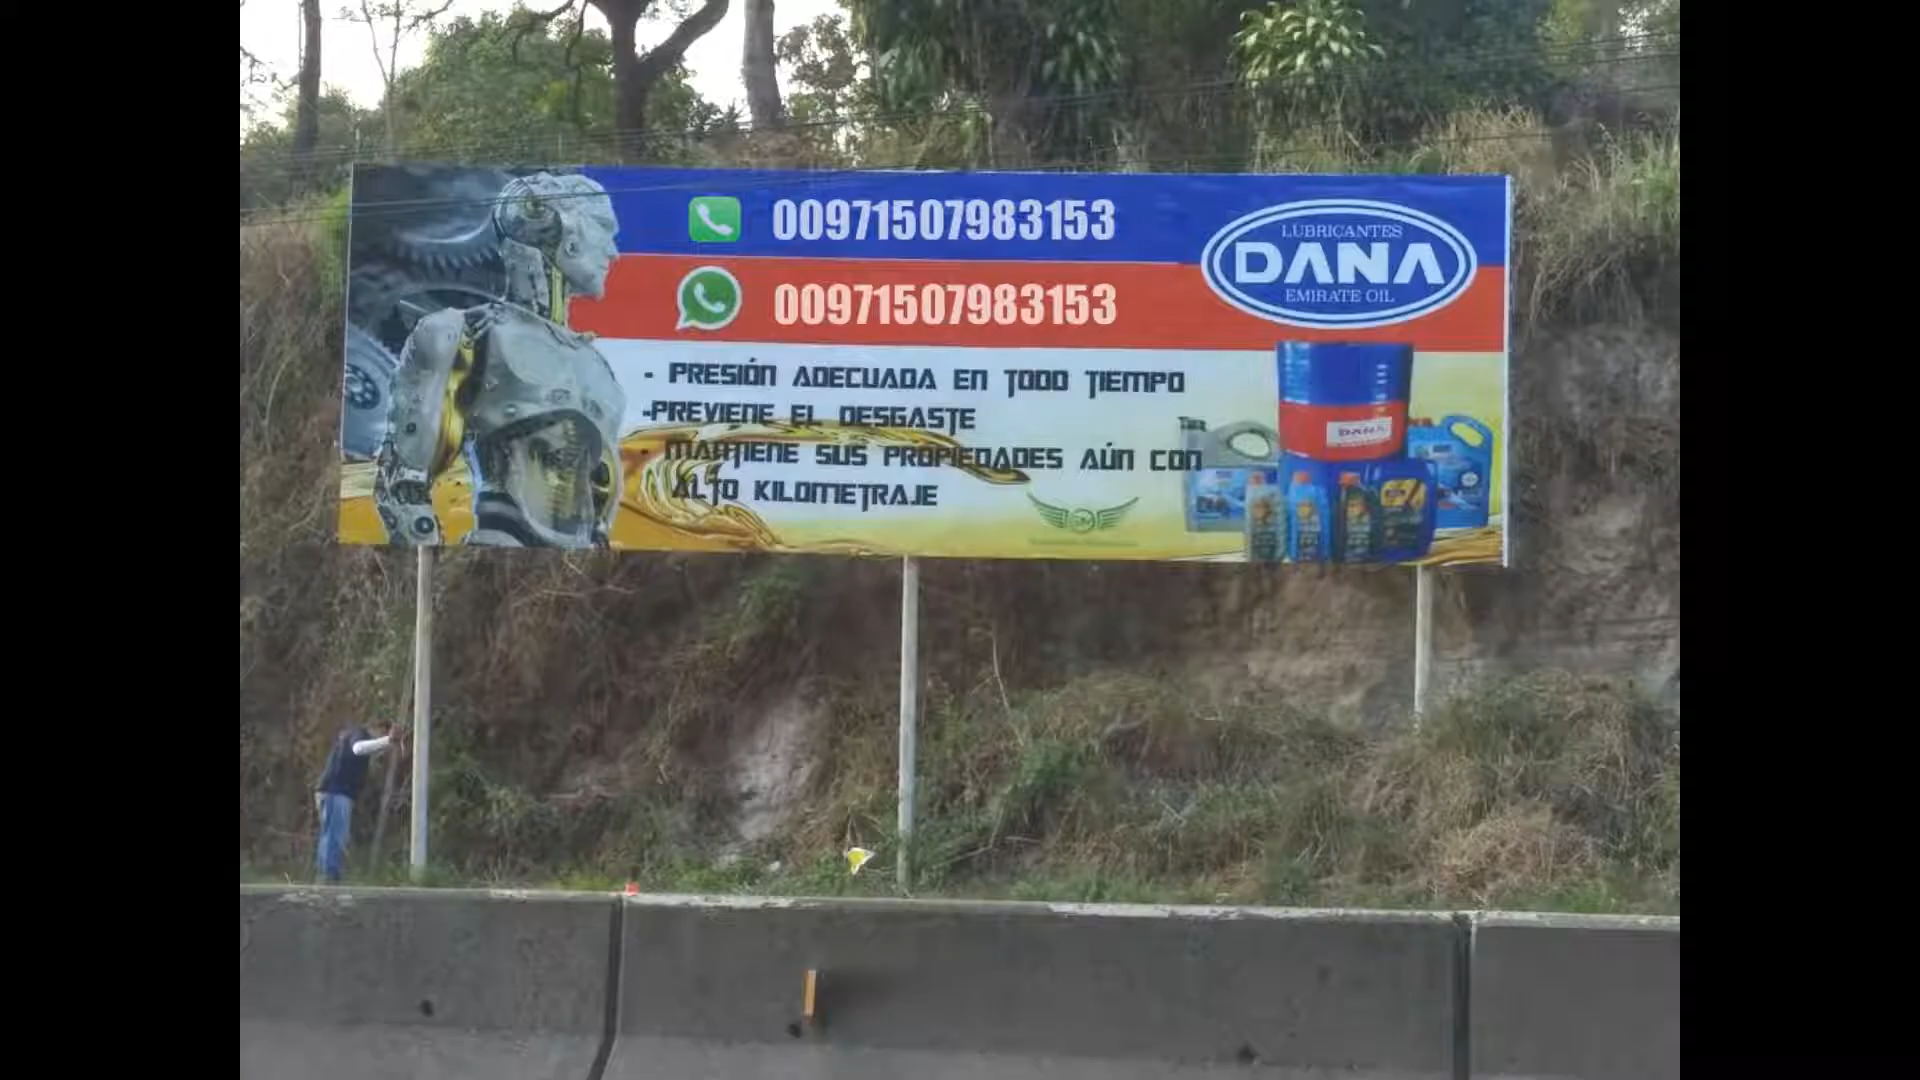 00971507983153
00971507983153
LUBRICANTES
DANA
EMIRATE OIL
- PRESIÓN ADECUADA EN TODO TIEMPO
-PREVIENE EL DESGASTE
- MANTIENE SUS PROPIEDADES AÚN CON
ALTO KILOMETRAJE
DANA